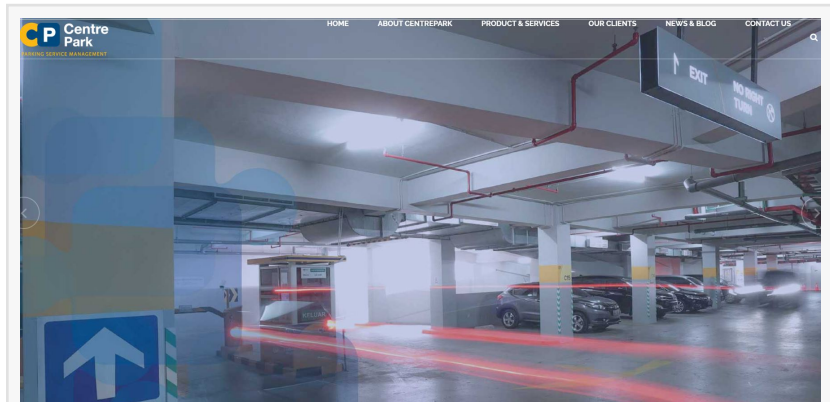 CP Centre
Park
PARKING SERVICE MANAGEMENT
HOME ABOUT CENTREPARK PRODUCT & SERVICES OUR CLIENTS NEWS & BLOG CONTACT US
EXIT
NO RIGHT
TURN
KELUAR